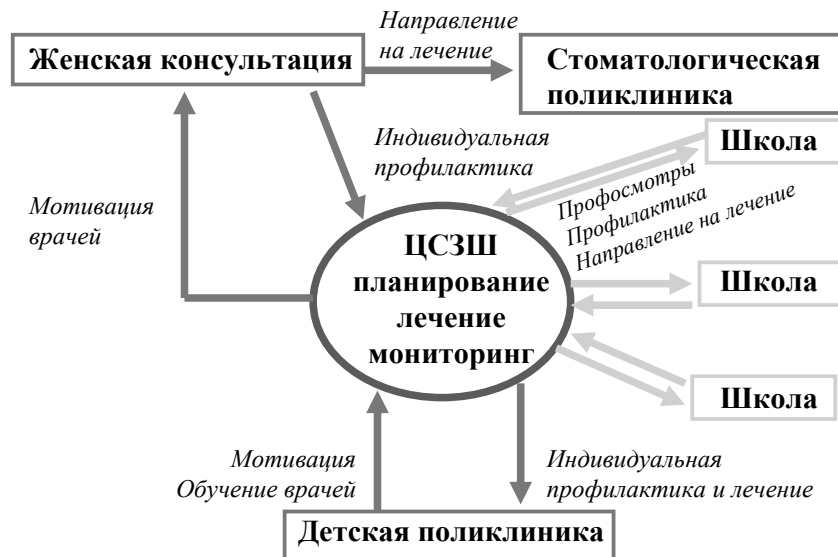 Направление
на лечение
Женская консультация
Стоматологическая
поликлиника
Индивидуальная
профилактика
Школа
Профосмотры
Профилактика
Направление на лечение
Мотивация
врачей
ЦСЗШ
планирование
лечение
мониторинг
Школа
Школа
Мотивация
Обучение врачей
Индивидуальная
профилактика и лечение
Детская поликлиника